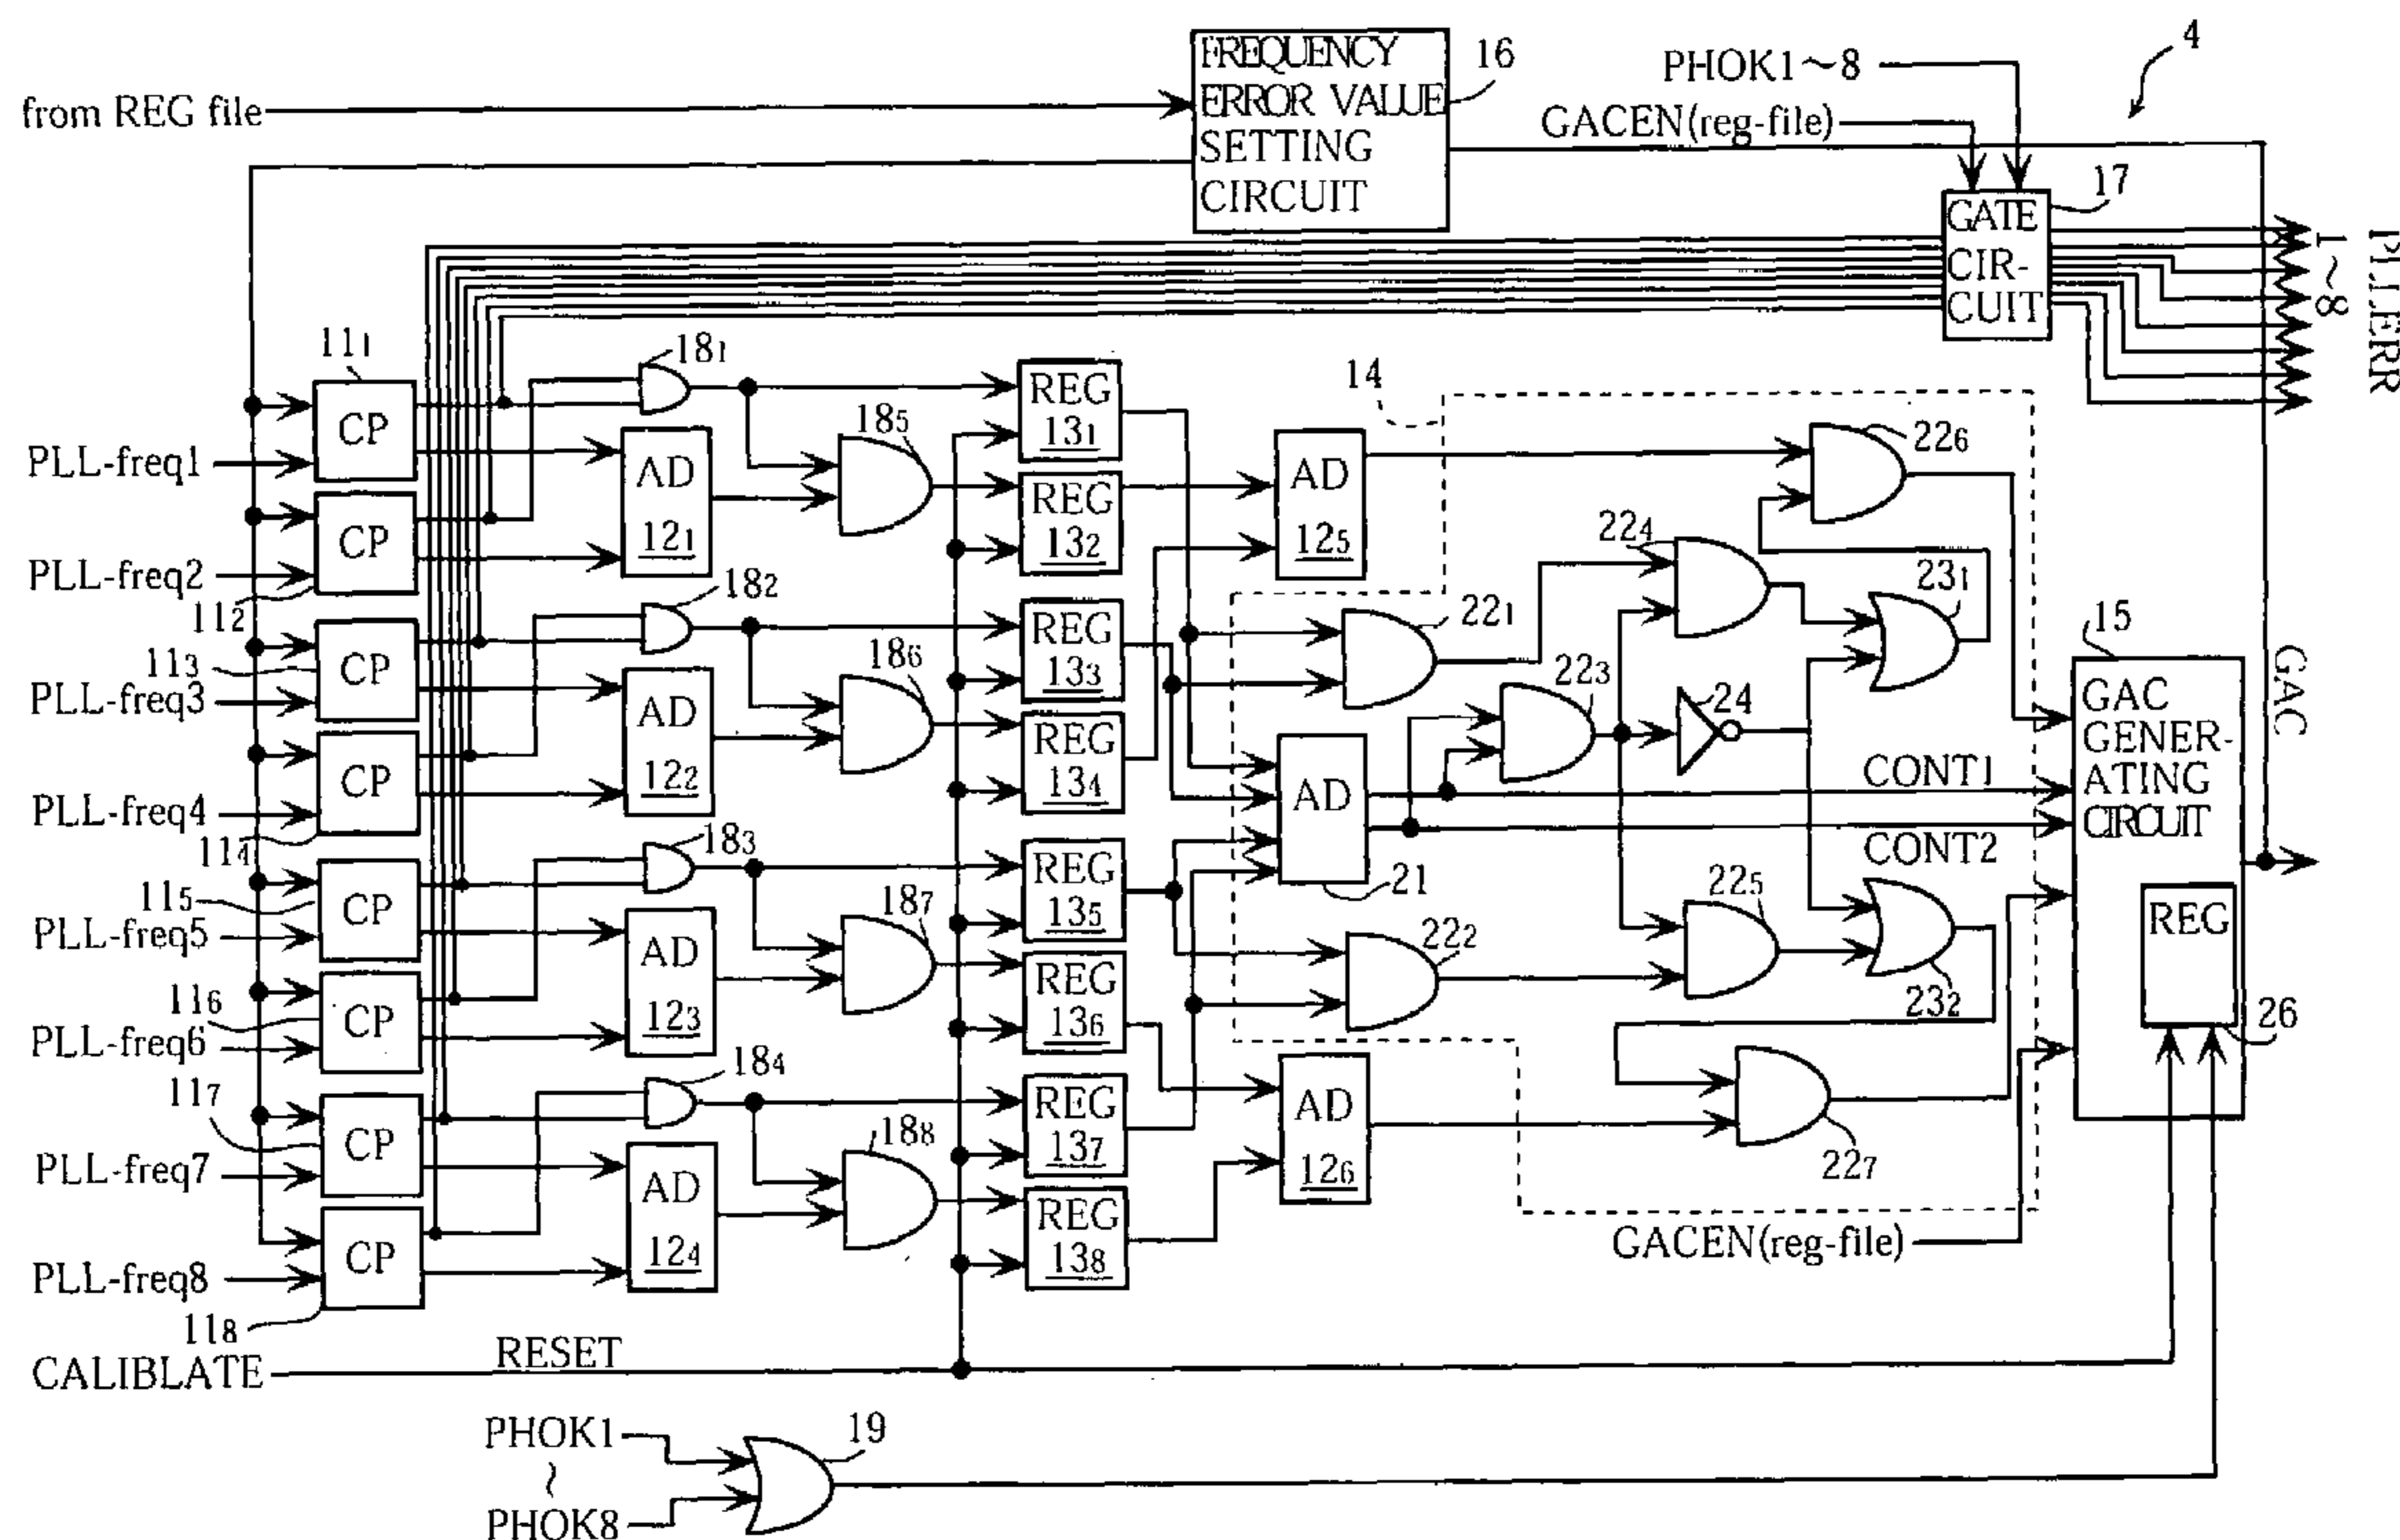 4
FREQUENCY
ERROR VALUE
SETTING
CIRCUIT
16
PHOK1~8
from REG file
GACEN(reg-file)
17
GATE
CIR-
CUIT
PLLERR
1~8
111
CP
PLL-freq1
CP
PLL-freq2
112
CP
113
PLL-freq3
CP
PLL-freq4
114
CP
115
PLL-freq5
CP
116
PLL-freq6
CP
117
PLL-freq7
CP
PLL-freq8
118
181
AD
121
185
182
AD
122
186
183
AD
123
187
184
AD
124
188
REG
131
REG
132
REG
133
REG
134
REG
135
REG
136
REG
137
REG
138
AD
125
14
226
224
231
221
223
24
AD
21
CONT1
CONT2
222
225
232
AD
126
227
15
GAC
GENER-
ATING
CIRCUIT
REG
26
GAC
GACEN(reg-file)
CALIBLATE
RESET
PHOK1
~
PHOK8
19